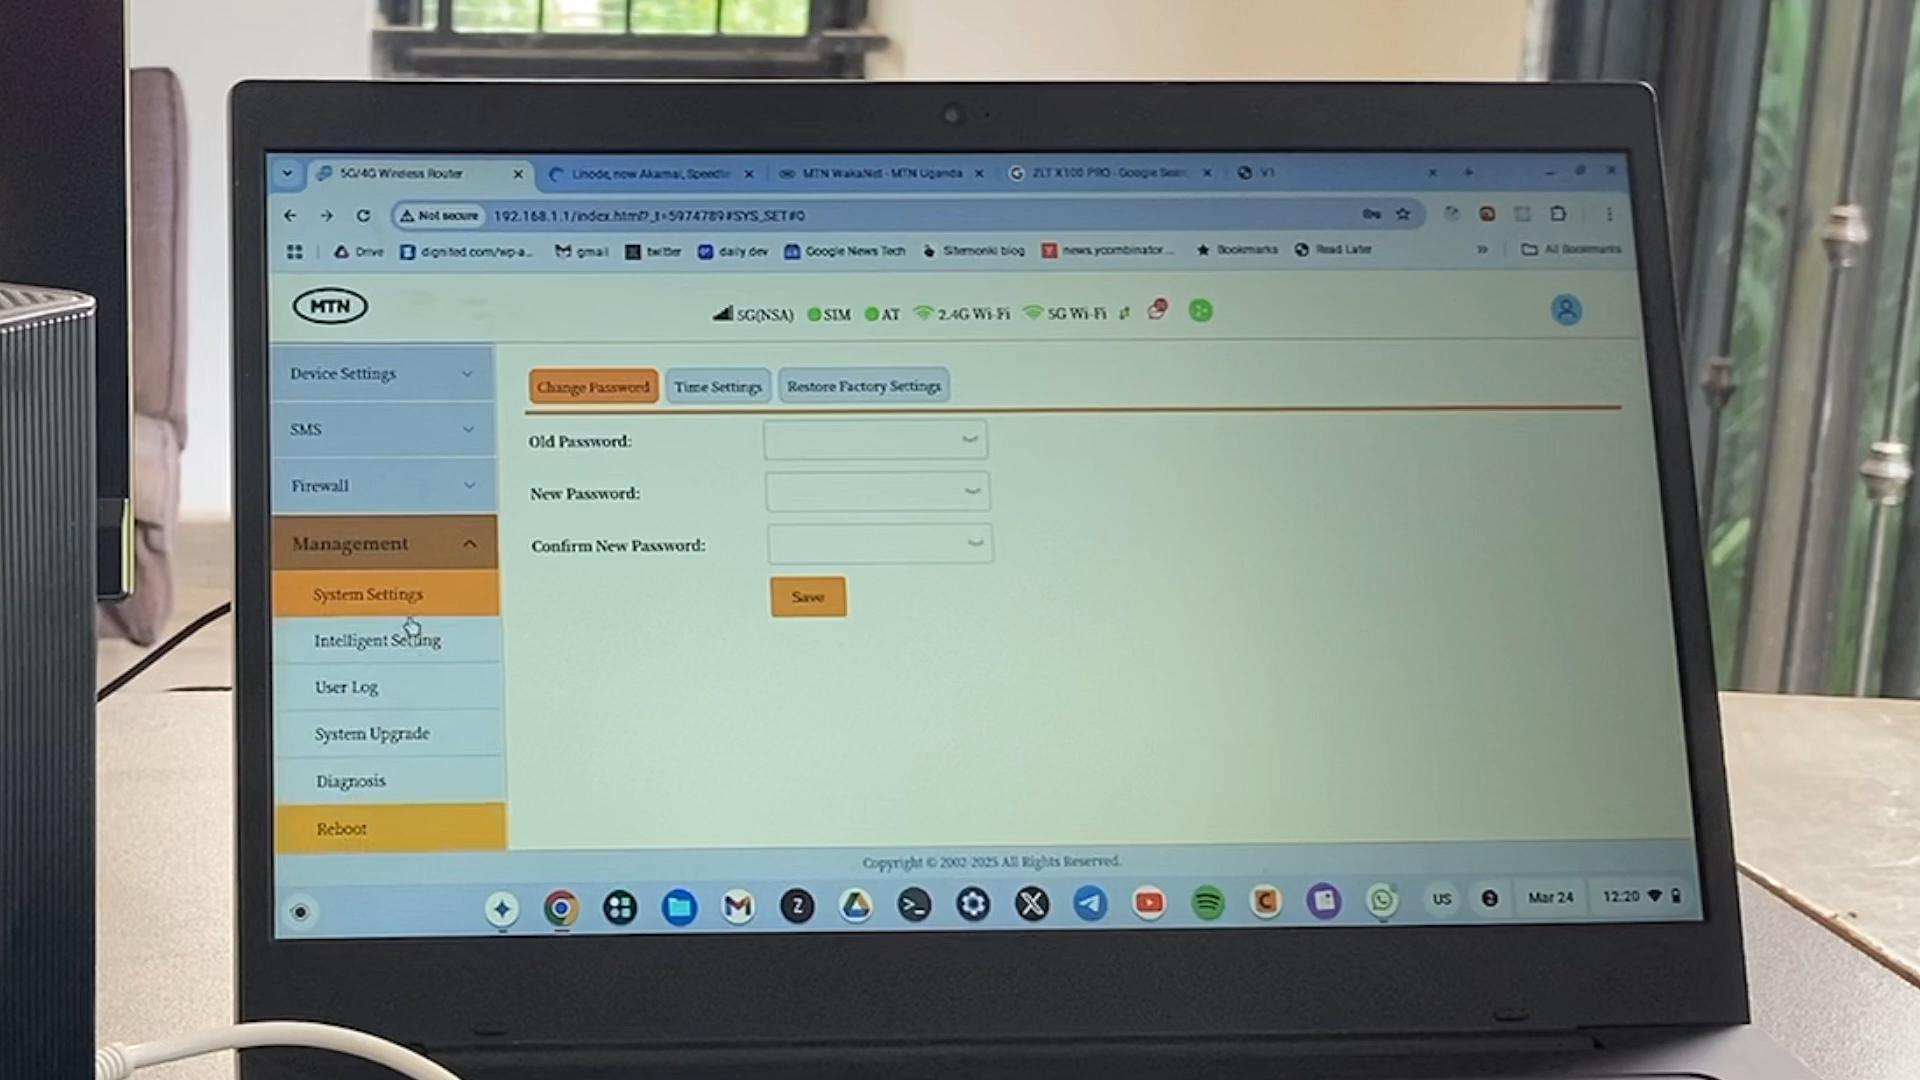 5G/4G Wireless Router
Linode, now Akamai, Speedte
MTN WakaNet - MTN Uganda
ZLT X100 PRO - Google Sear
V1
Not secure
192.168.1.1/index.html?_t=5974789#SYS_SET#0
Drive
dignited.com/wp-a...
gmail
twitter
daily.dev
Google News Tech
Sitemonki blog
news.ycombinator....
Bookmarks
Read Later
All Bookmarks
MTN
5G(NSA)
SIM
AT
2.4G Wi-Fi
5G Wi-Fi
Device Settings
SMS
Firewall
Management
System Settings
Intelligent Setting
User Log
System Upgrade
Diagnosis
Reboot
Change Password
Time Settings
Restore Factory Settings
Old Password:
New Password:
Confirm New Password:
Save
Copyright © 2002-2025 All Rights Reserved.
US
2
Mar 24
12:20